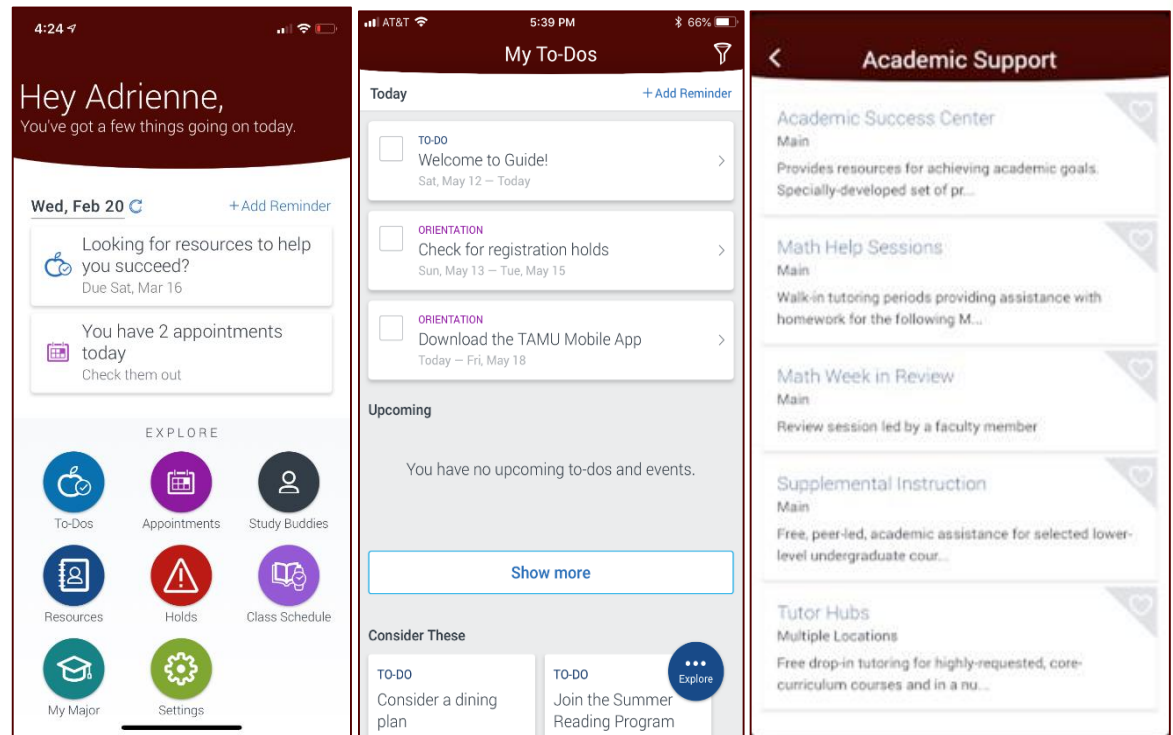 4:24
Hey Adrienne,
You've got a few things going on today.
Wed, Feb 20
+Add Reminder
Looking for resources to help
you succeed?
Due Sat, Mar 16
You have 2 appointments
today
Check them out
EXPLORE
To-Dos
Appointments
Study Buddies
Resources
Holds
Class Schedule
My Major
Settings
AT&T
5:39 PM
66%
My To-Dos
Today
+ Add Reminder
TO-DO
Welcome to Guide!
Sat, May 12 — Today
ORIENTATION
Check for registration holds
Sun, May 13 — Tue, May 15
ORIENTATION
Download the TAMU Mobile App
Today — Fri, May 18
Upcoming
You have no upcoming to-dos and events.
Show more
Consider These
TO-DO
Consider a dining
plan
TO-DO
Join the Summer
Reading Program
Explore
Academic Support
Academic Success Center
Main
Provides resources for achieving academic goals.
Specially-developed set of pr...
Math Help Sessions
Main
Walk-in tutoring periods providing assistance with
homework for the following M...
Math Week in Review
Main
Review session led by a faculty member
Supplemental Instruction
Main
Free, peer-led, academic assistance for selected lower-
level undergraduate cour...
Tutor Hubs
Multiple Locations
Free drop-in tutoring for highly-requested, core-
curriculum courses and in a nu...